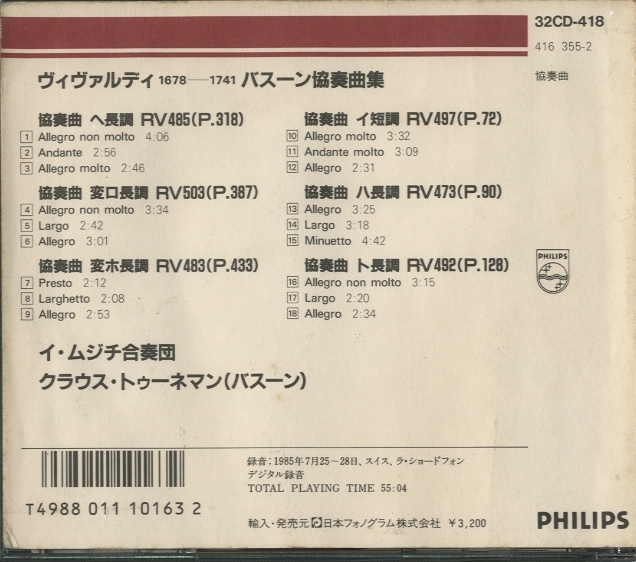 32CD-418
416 355-2
協奏曲
ヴィヴァルディ 1678—1741 バスーン協奏曲集
協奏曲 ヘ長調 RV485(P.318)
1 Allegro non molto 4:06
2 Andante 2:56
3 Allegro molto 2:46
協奏曲 変ロ長調 RV503(P.387)
4 Allegro non molto 3:34
5 Largo 2:42
6 Allegro 3:01
協奏曲 変ホ長調 RV483(P.433)
7 Presto 2:12
8 Larghetto 2:08
9 Allegro 2:53
協奏曲 イ短調 RV497(P.72)
10 Allegro molto 3:32
11 Andante molto 3:09
12 Allegro 2:31
協奏曲 ハ長調 RV473(P.90)
13 Allegro 3:25
14 Largo 3:18
15 Minuetto 4:42
協奏曲 ト長調 RV492(P.128)
16 Allegro non molto 3:15
17 Largo 2:20
18 Allegro 2:34
PHILIPS
イ・ムジチ合奏団
クラウス・トゥーネマン(バスーン)
録音:1985年7月25~28日、スイス、ラ・ショードフォン
デジタル録音
TOTAL PLAYING TIME 55:04
T4988 011 10163 2
輸入・発売元 日本フォノグラム株式会社 ¥3,200
PHILIPS